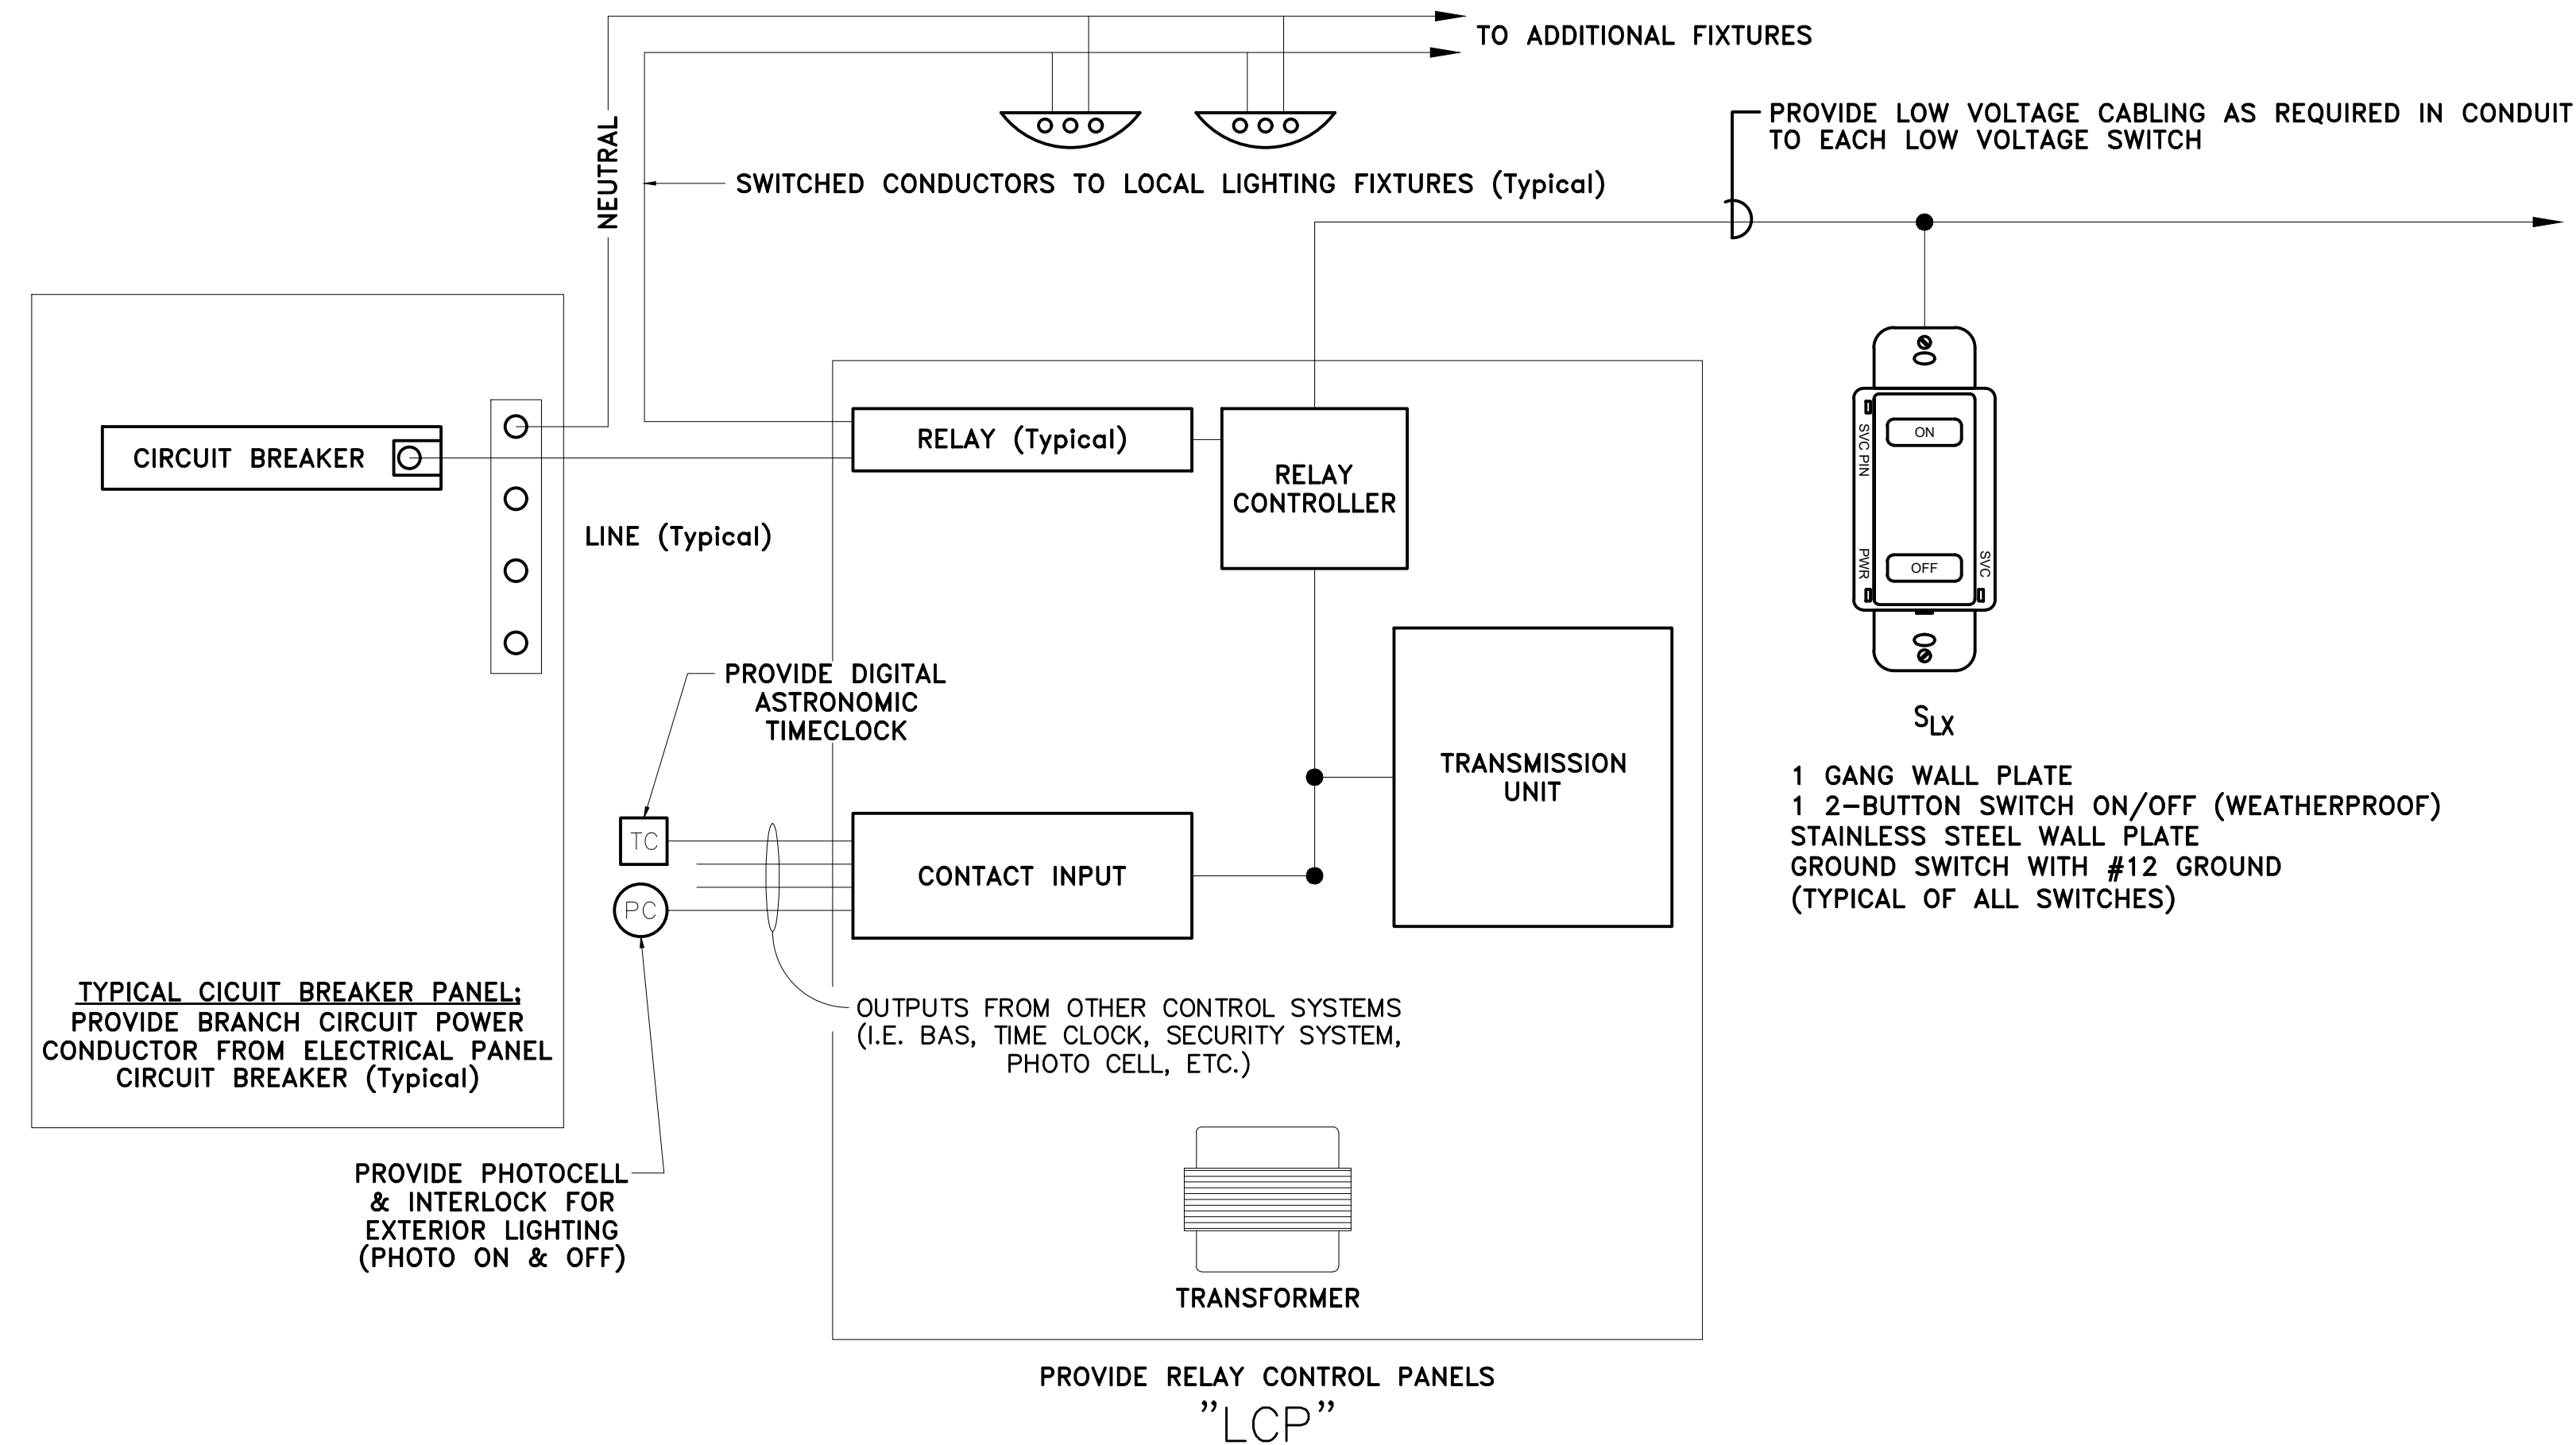 TO ADDITIONAL FIXTURES
PROVIDE LOW VOLTAGE CABLING AS REQUIRED IN CONDUIT
TO EACH LOW VOLTAGE SWITCH
NEUTRAL
SWITCHED CONDUCTORS TO LOCAL LIGHTING FIXTURES (Typical)
CIRCUIT BREAKER
RELAY (Typical)
RELAY
CONTROLLER
LINE (Typical)
ON
SVC PIN
OFF
PWR
SVC
PROVIDE DIGITAL
ASTRONOMIC
TIMECLOCK
TRANSMISSION
UNIT
SLX
1 GANG WALL PLATE
1 2-BUTTON SWITCH ON/OFF (WEATHERPROOF)
STAINLESS STEEL WALL PLATE
GROUND SWITCH WITH #12 GROUND
(TYPICAL OF ALL SWITCHES)
TC
PC
CONTACT INPUT
TYPICAL CICUIT BREAKER PANEL:
PROVIDE BRANCH CIRCUIT POWER
CONDUCTOR FROM ELECTRICAL PANEL
CIRCUIT BREAKER (Typical)
OUTPUTS FROM OTHER CONTROL SYSTEMS
(I.E. BAS, TIME CLOCK, SECURITY SYSTEM,
PHOTO CELL, ETC.)
PROVIDE PHOTOCELL
& INTERLOCK FOR
EXTERIOR LIGHTING
(PHOTO ON & OFF)
TRANSFORMER
PROVIDE RELAY CONTROL PANELS
"LCP"